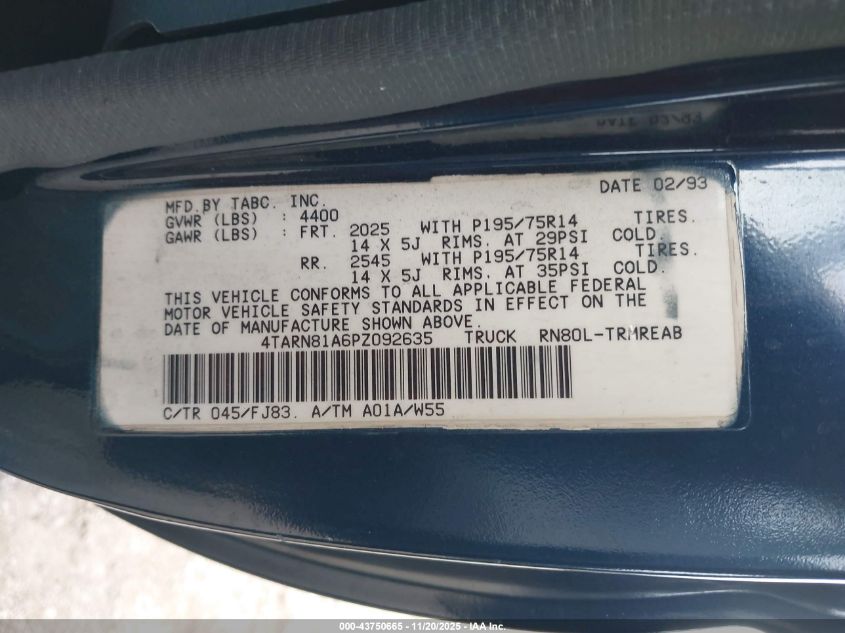 DATE 02/93
MFD.BY TABC. INC.
GVWR (LBS) : 4400
GAWR (LBS) : FRT. 2025 WITH P195/75R14 TIRES.
14 X 5J RIMS. AT 29PSI COLD.
RR. 2545 WITH P195/75R14 TIRES.
14 X 5J RIMS. AT 35PSI COLD.
THIS VEHICLE CONFORMS TO ALL APPLICABLE FEDERAL
MOTOR VEHICLE SAFETY STANDARDS IN EFFECT ON THE
DATE OF MANUFACTURE SHOWN ABOVE.
4TARN81A6PZ092635 TRUCK RN80L-TRMREAB
C/TR 045/FJ83. A/TM A01A/W55
000-43750665 - 11/20/2025 - IAA Inc.